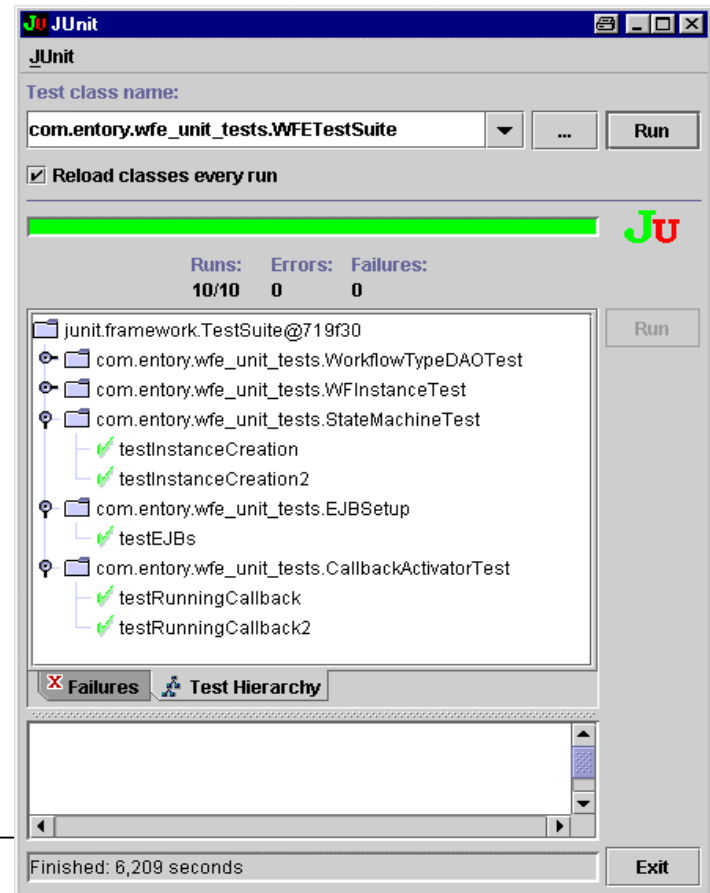 JU JUnit
JUnit
Test class name:
com.entory.wfe_unit_tests.WFETestSuite ... Run
Reload classes every run
JU
Runs: Errors: Failures:
10/10 0 0
junit.framework.TestSuite@719f30 Run
com.entory.wfe_unit_tests.WorkflowTypeDAOTest
com.entory.wfe_unit_tests.WFInstanceTest
com.entory.wfe_unit_tests.StateMachineTest
testInstanceCreation
testInstanceCreation2
com.entory.wfe_unit_tests.EJBSetup
testEJBs
com.entory.wfe_unit_tests.CallbackActivatorTest
testRunningCallback
testRunningCallback2
X Failures Test Hierarchy
Finished: 6,209 seconds Exit